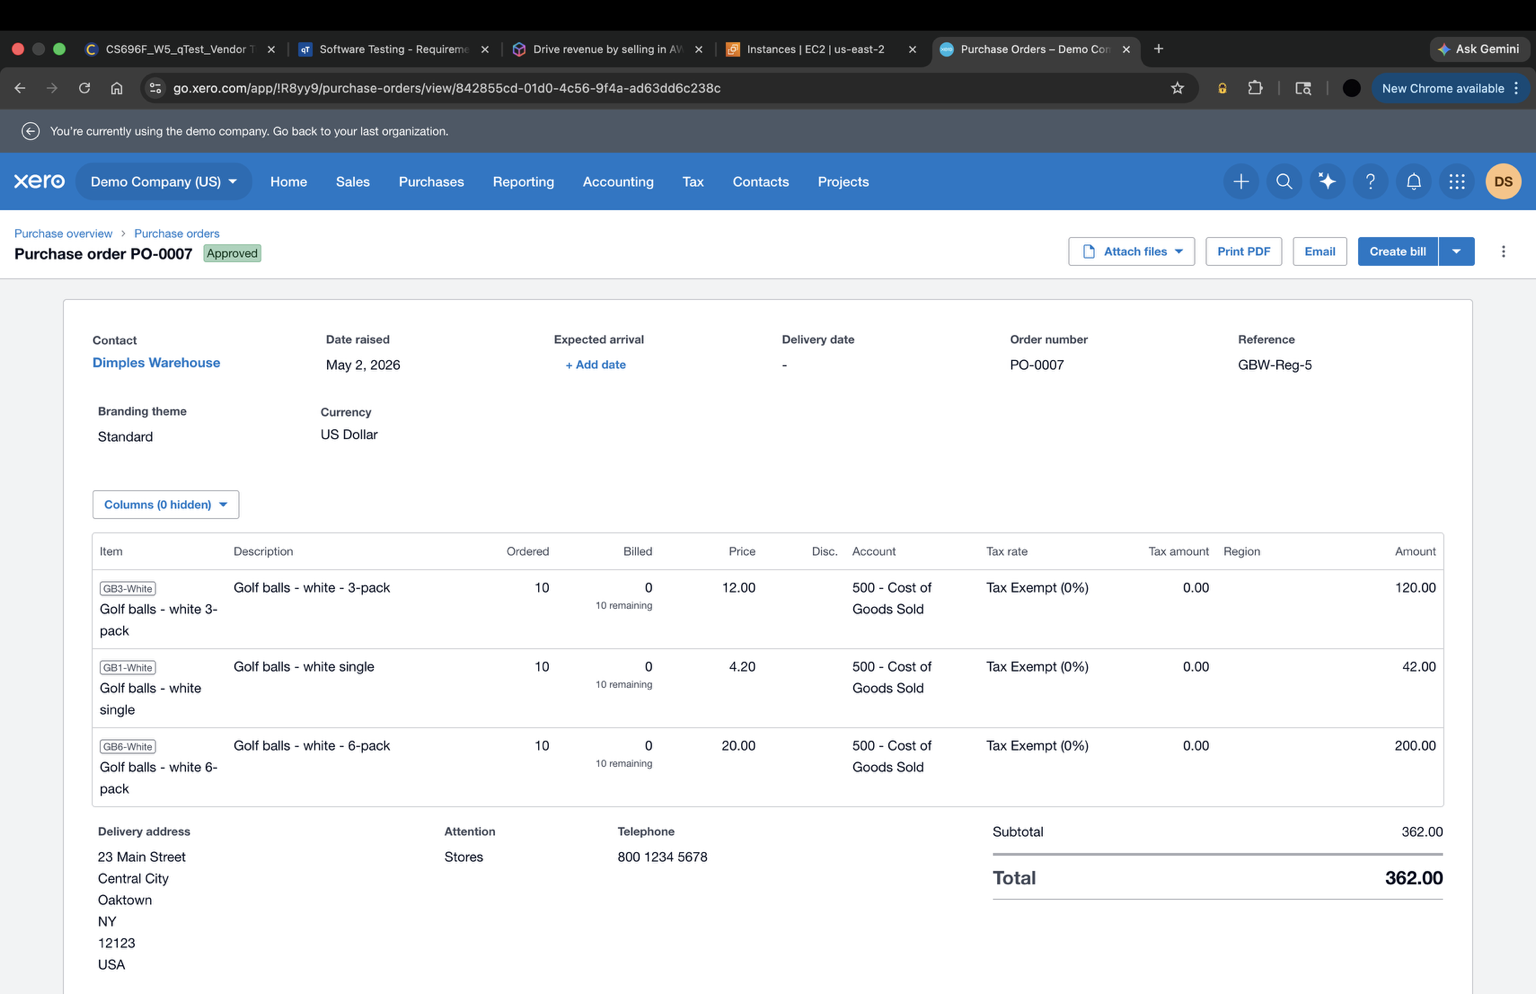 CS696F_W5_qTest_Vendor T
Software Testing - Requireme
Drive revenue by selling in AW
Instances | EC2 | us-east-2
Purchase Orders – Demo Con
Ask Gemini
go.xero.com/app/!R8yy9/purchase-orders/view/842855cd-01d0-4c56-9f4a-ad63dd6c238c
New Chrome available
You're currently using the demo company. Go back to your last organization.
xero Demo Company (US) Home Sales Purchases Reporting Accounting Tax Contacts Projects DS
Purchase overview > Purchase orders
Purchase order PO-0007 Approved
Attach files Print PDF Email Create bill
Contact Date raised Expected arrival Delivery date Order number Reference
Dimples Warehouse May 2, 2026 + Add date - PO-0007 GBW-Reg-5
Branding theme Currency
Standard US Dollar
Columns (0 hidden)
Item Description Ordered Billed Price Disc. Account Tax rate Tax amount Region Amount
GB3-White Golf balls - white - 3-pack 10 0 12.00 500 - Cost of Tax Exempt (0%) 0.00 120.00
Golf balls - white 3- 10 remaining Goods Sold
pack
GB1-White Golf balls - white single 10 0 4.20 500 - Cost of Tax Exempt (0%) 0.00 42.00
Golf balls - white 10 remaining Goods Sold
single
GB6-White Golf balls - white - 6-pack 10 0 20.00 500 - Cost of Tax Exempt (0%) 0.00 200.00
Golf balls - white 6- 10 remaining Goods Sold
pack
Delivery address Attention Telephone Subtotal 362.00
23 Main Street Stores 800 1234 5678
Central City Total 362.00
Oaktown
NY
12123
USA